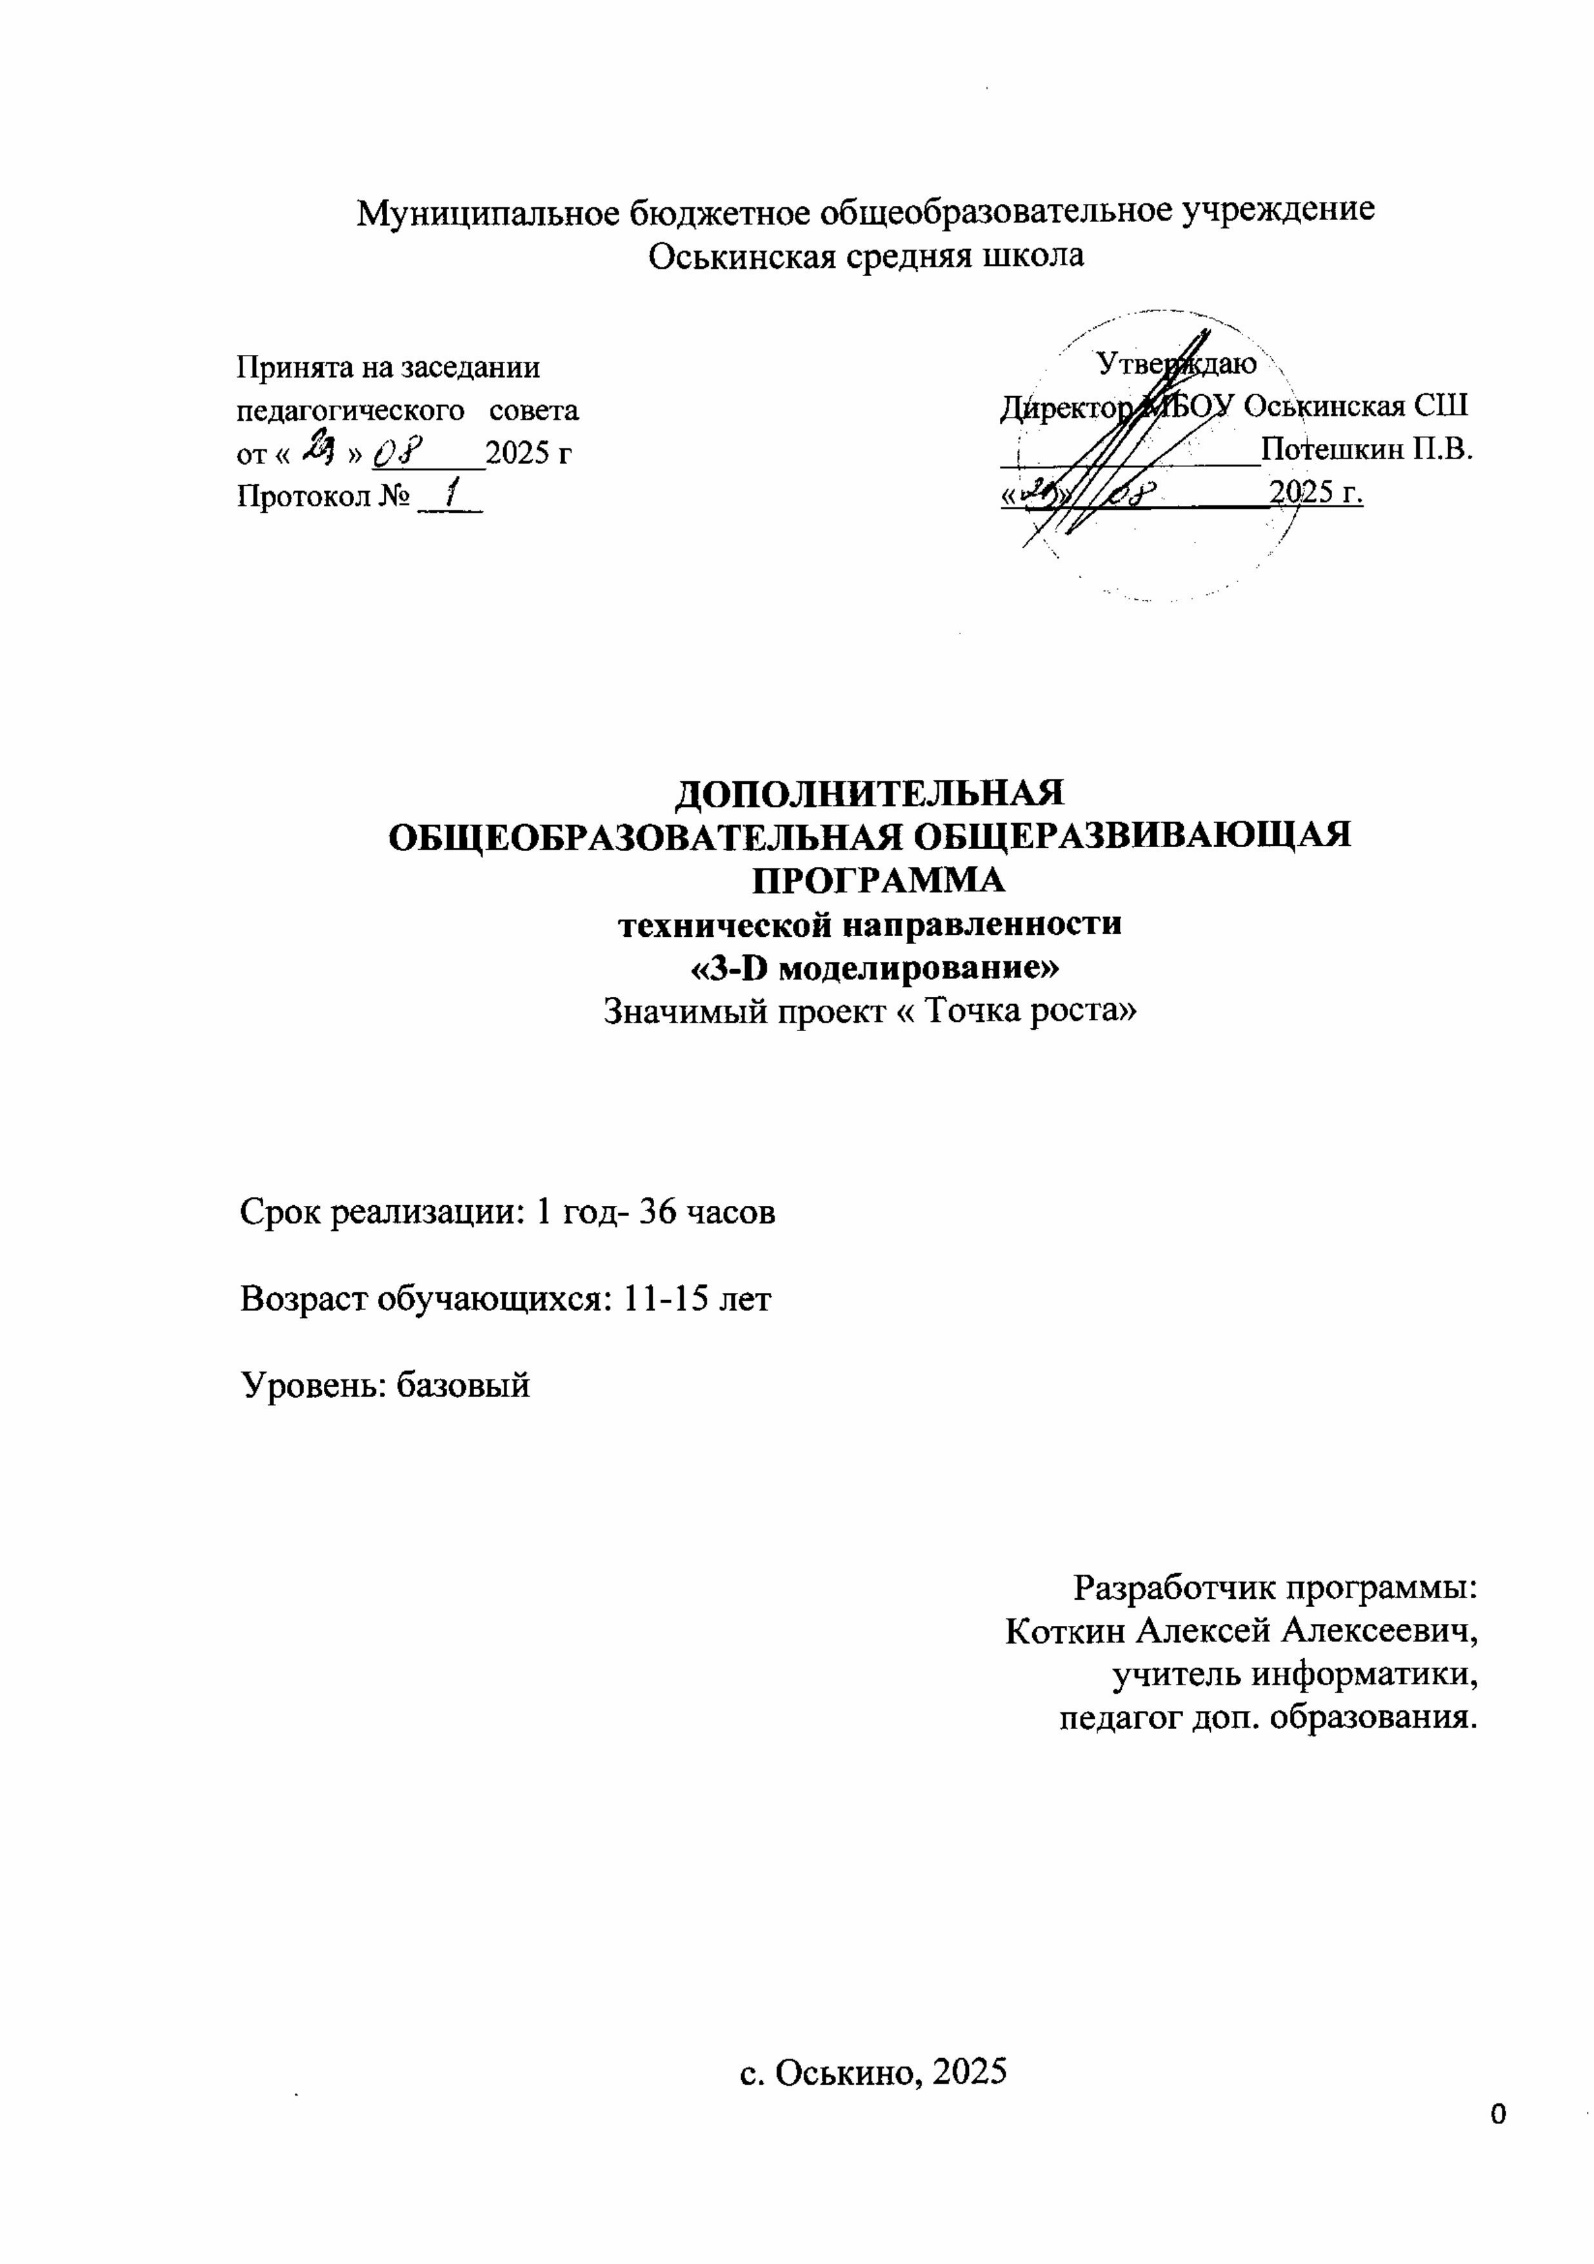 Муниципальное бюджетное общеобразовательное учреждение
Оськинская средняя школа
Принята на заседании
педагогического совета
от « » 08 2025 г
Протокол № 1
Утверждаю
Директор МБОУ Оськинская СШ
Потешкин П.В.
« » 08 2025 г.
ДОПОЛНИТЕЛЬНАЯ
ОБЩЕОБРАЗОВАТЕЛЬНАЯ ОБЩЕРАЗВИВАЮЩАЯ
ПРОГРАММА
технической направленности
«3-D моделирование»
Значимый проект « Точка роста»
Срок реализации: 1 год- 36 часов
Возраст обучающихся: 11-15 лет
Уровень: базовый
Разработчик программы:
Коткин Алексей Алексеевич,
учитель информатики,
педагог доп. образования.
с. Оськино, 2025
0